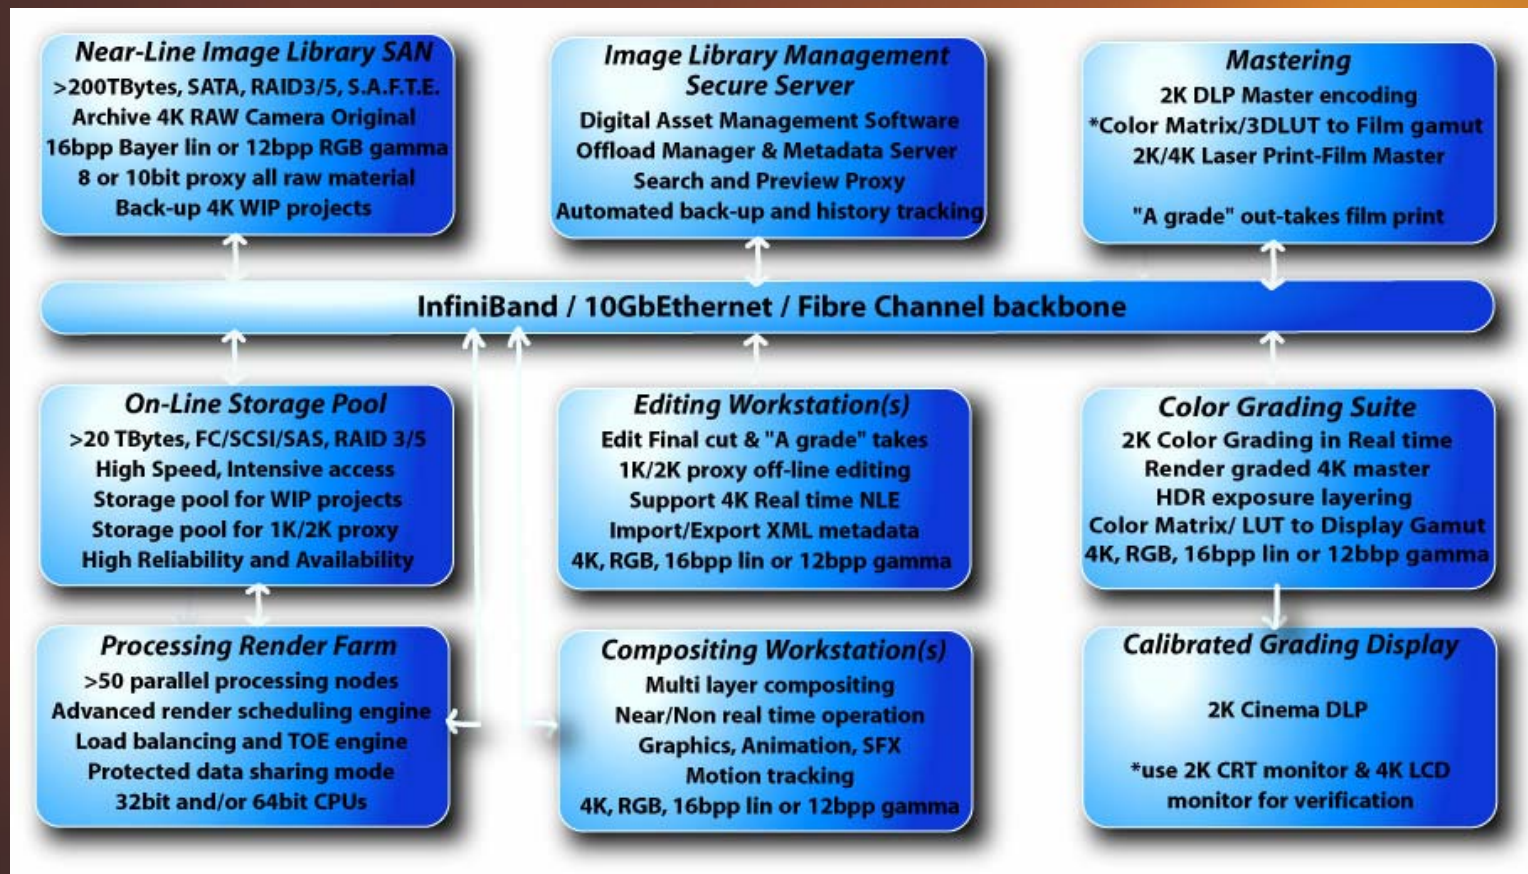 Near-Line Image Library SAN
>200TBytes, SATA, RAID3/5, S.A.F.T.E.
Archive 4K RAW Camera Original
16bpp Bayer lin or 12bpp RGB gamma
8 or 10bit proxy all raw material
Back-up 4K WIP projects
Image Library Management
Secure Server
Digital Asset Management Software
Offload Manager & Metadata Server
Search and Preview Proxy
Automated back-up and history tracking
Mastering
2K DLP Master encoding
*Color Matrix/3DLUT to Film gamut
2K/4K Laser Print-Film Master
"A grade" out-takes film print
InfiniBand / 10GbEthernet / Fibre Channel backbone
On-Line Storage Pool
>20 TBytes, FC/SCSI/SAS, RAID 3/5
High Speed, Intensive access
Storage pool for WIP projects
Storage pool for 1K/2K proxy
High Reliability and Availability
Editing Workstation(s)
Edit Final cut & "A grade" takes
1K/2K proxy off-line editing
Support 4K Real time NLE
Import/Export XML metadata
4K, RGB, 16bpp lin or 12bpp gamma
Color Grading Suite
2K Color Grading in Real time
Render graded 4K master
HDR exposure layering
Color Matrix/ LUT to Display Gamut
4K, RGB, 16bpp lin or 12bbp gamma
Processing Render Farm
>50 parallel processing nodes
Advanced render scheduling engine
Load balancing and TOE engine
Protected data sharing mode
32bit and/or 64bit CPUs
Compositing Workstation(s)
Multi layer compositing
Near/Non real time operation
Graphics, Animation, SFX
Motion tracking
4K, RGB, 16bpp lin or 12bpp gamma
Calibrated Grading Display
2K Cinema DLP
*use 2K CRT monitor & 4K LCD
monitor for verification